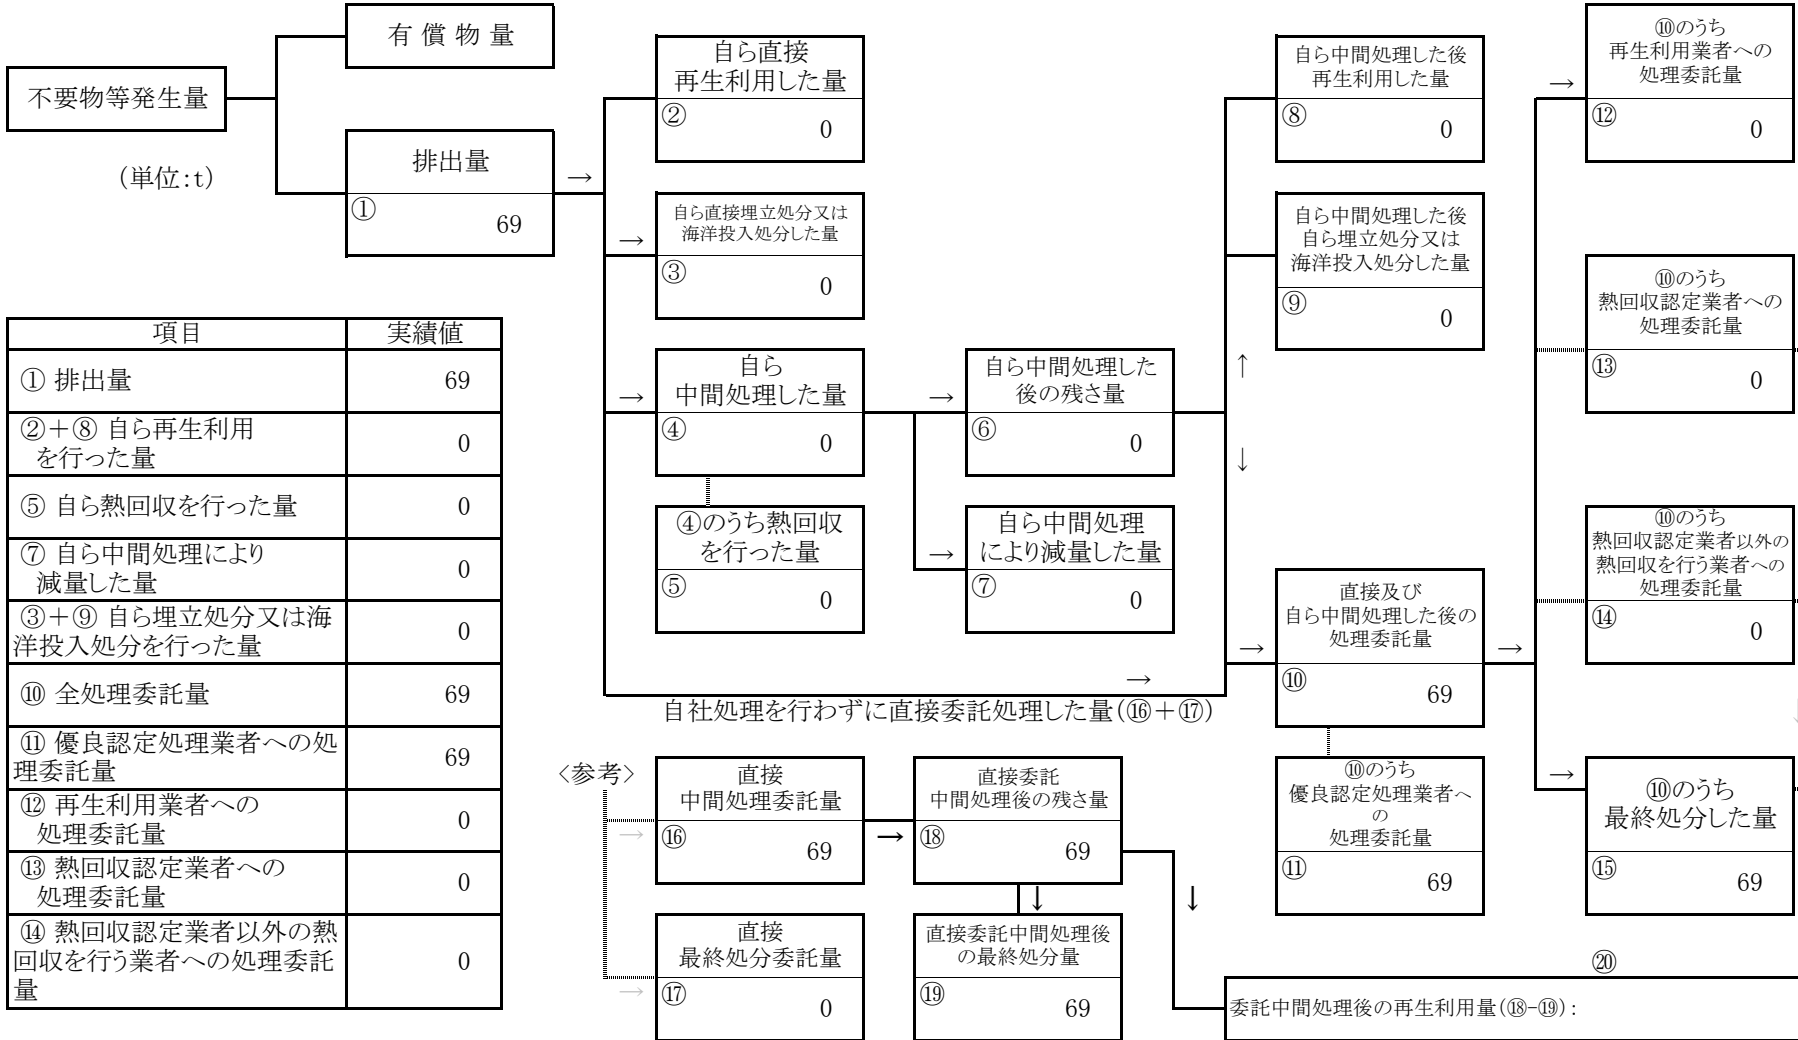 有 償 物 量
不要物等発生量
(単位:t)
排出量
①
69
→
自ら直接
再生利用した量
②
0
→
自ら直接埋立処分又は
海洋投入処分した量
③
0
→
自ら
中間処理した量
④
0
④のうち熱回収
を行った量
⑤
0
→
自ら中間処理した
後の残さ量
⑥
0
→
自ら中間処理
により減量した量
⑦
0
自ら中間処理した後
再生利用した量
⑧
0
自ら中間処理した後
自ら埋立処分又は
海洋投入処分した量
⑨
0
↑
↓
→
自社処理を行わずに直接委託処理した量(⑯+⑰)
→
直接及び
自ら中間処理した後の
処理委託量
⑩
69
→
⑩のうち
優良認定処理業者へ
の
処理委託量
⑪
69
→
⑩のうち
再生利用業者への
処理委託量
⑫
0
⑩のうち
熱回収認定業者への
処理委託量
⑬
0
⑩のうち
熱回収認定業者以外の
熱回収を行う業者への
処理委託量
⑭
0
→
⑩のうち
最終処分した量
⑮
69
項目 実績値
① 排出量 69
②+⑧ 自ら再生利用
を行った量 0
⑤ 自ら熱回収を行った量 0
⑦ 自ら中間処理により
減量した量 0
③+⑨ 自ら埋立処分又は海
洋投入処分を行った量 0
⑩ 全処理委託量 69
⑪ 優良認定処理業者への処
理委託量 69
⑫ 再生利用業者への
処理委託量 0
⑬ 熱回収認定業者への
処理委託量 0
⑭ 熱回収認定業者以外の熱
回収を行う業者への処理委託
量 0
<参考>
→
直接
中間処理委託量
⑯
69
→
直接委託
中間処理後の残さ量
⑱
69
↓
↓
→
直接
最終処分委託量
⑰
0
直接委託中間処理後
の最終処分量
⑲
69
⑳
委託中間処理後の再生利用量(⑱-⑲):